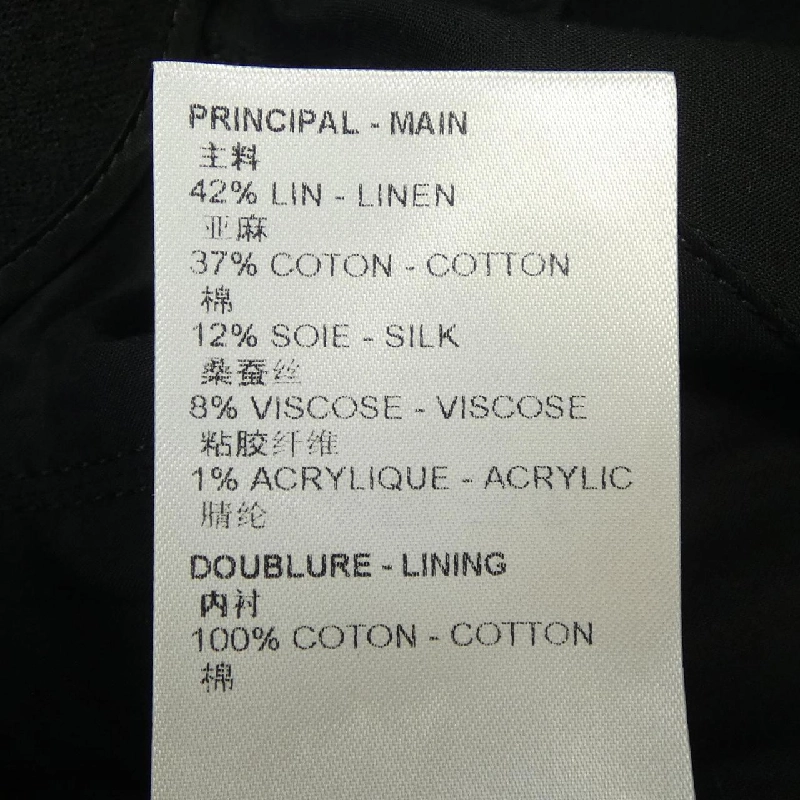 PRINCIPAL - MAIN
主料
42% LIN - LINEN
亚麻
37% COTON - COTTON
棉
12% SOIE - SILK
桑蚕丝
8% VISCOSE - VISCOSE
粘胶纤维
1% ACRYLIQUE - ACRYLIC
腈纶
DOUBLURE - LINING
内衬
100% COTON - COTTON
棉